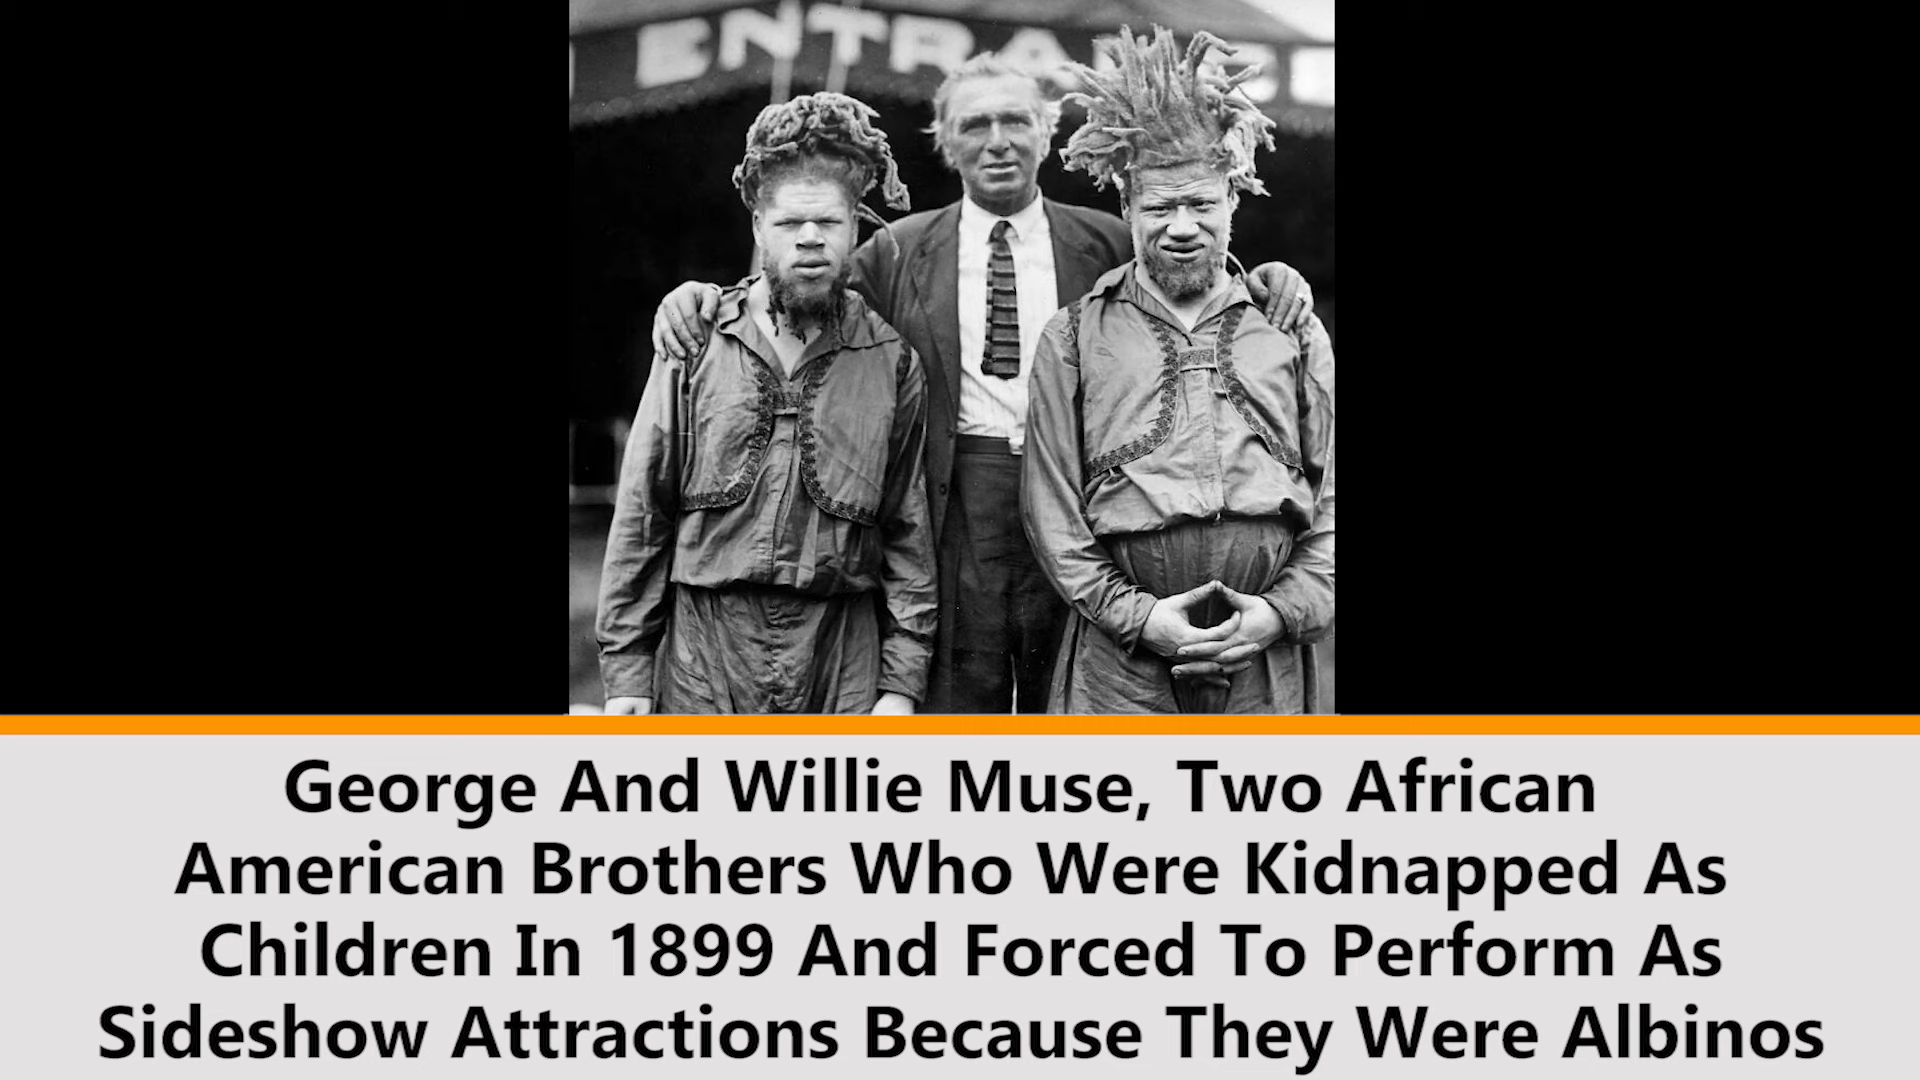 ENTRANCE
George And Willie Muse, Two African
American Brothers Who Were Kidnapped As
Children In 1899 And Forced To Perform As
Sideshow Attractions Because They Were Albinos